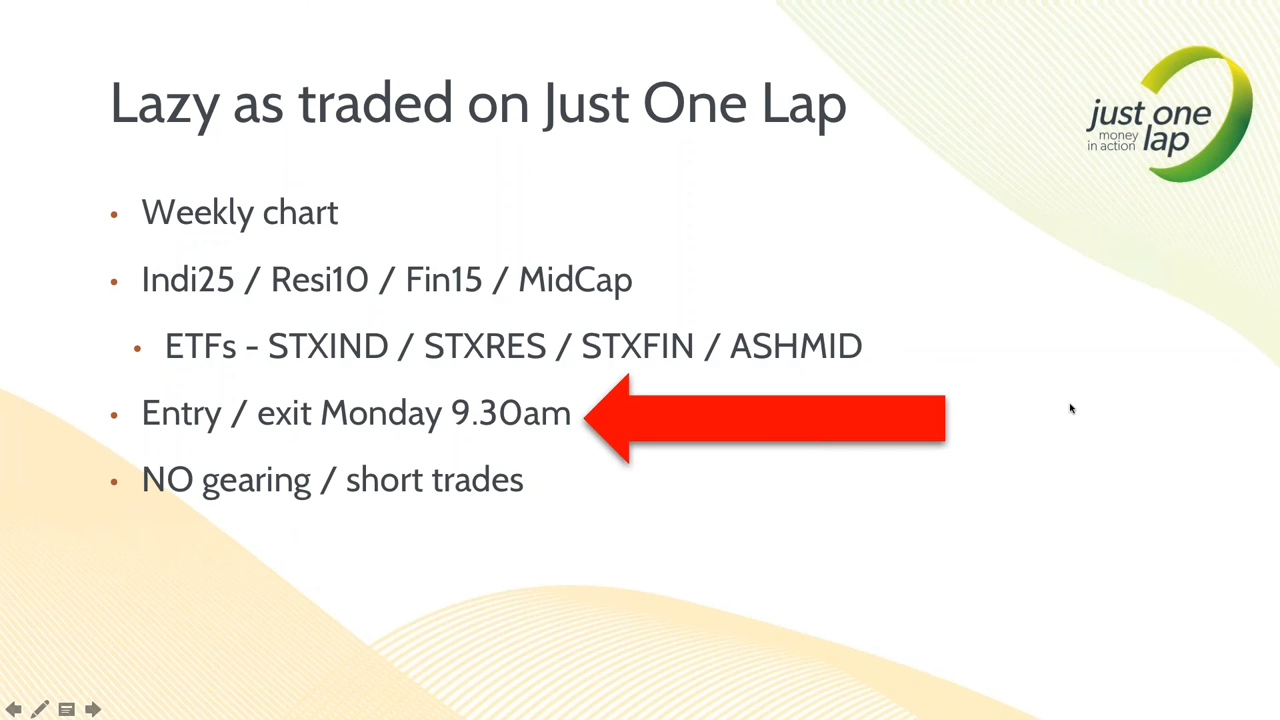 Lazy as traded on Just One Lap
just one
money
in action lap
• Weekly chart
• Indi25 / Resi10 / Fin15 / MidCap
• ETFs - STXIND / STXRES / STXFIN / ASHMID
• Entry / exit Monday 9.30am
• NO gearing / short trades